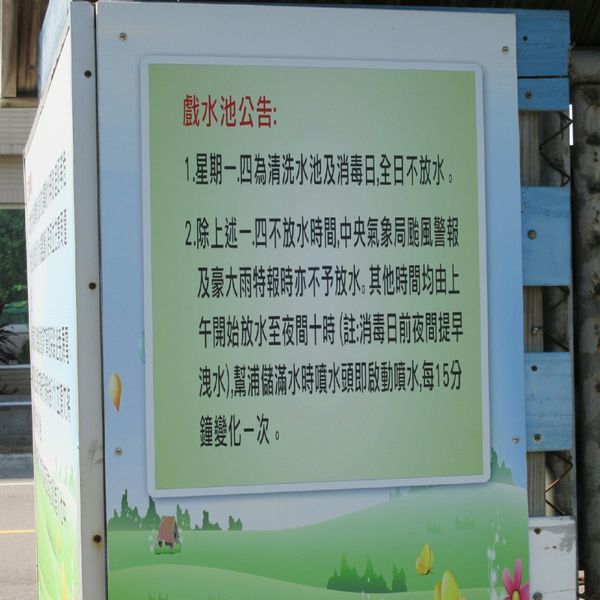 戲水池公告:
1.星期一.四為清洗水池及消毒日,全日不放水。
2.除上述一.四不放水時間,中央氣象局颱風警報
及豪大雨特報時亦不予放水。其他時間均由上
午開始放水至夜間十時(註:消毒日前夜間提早
洩水),幫浦儲滿水時噴水頭即啟動噴水,每15分
鐘變化一次。